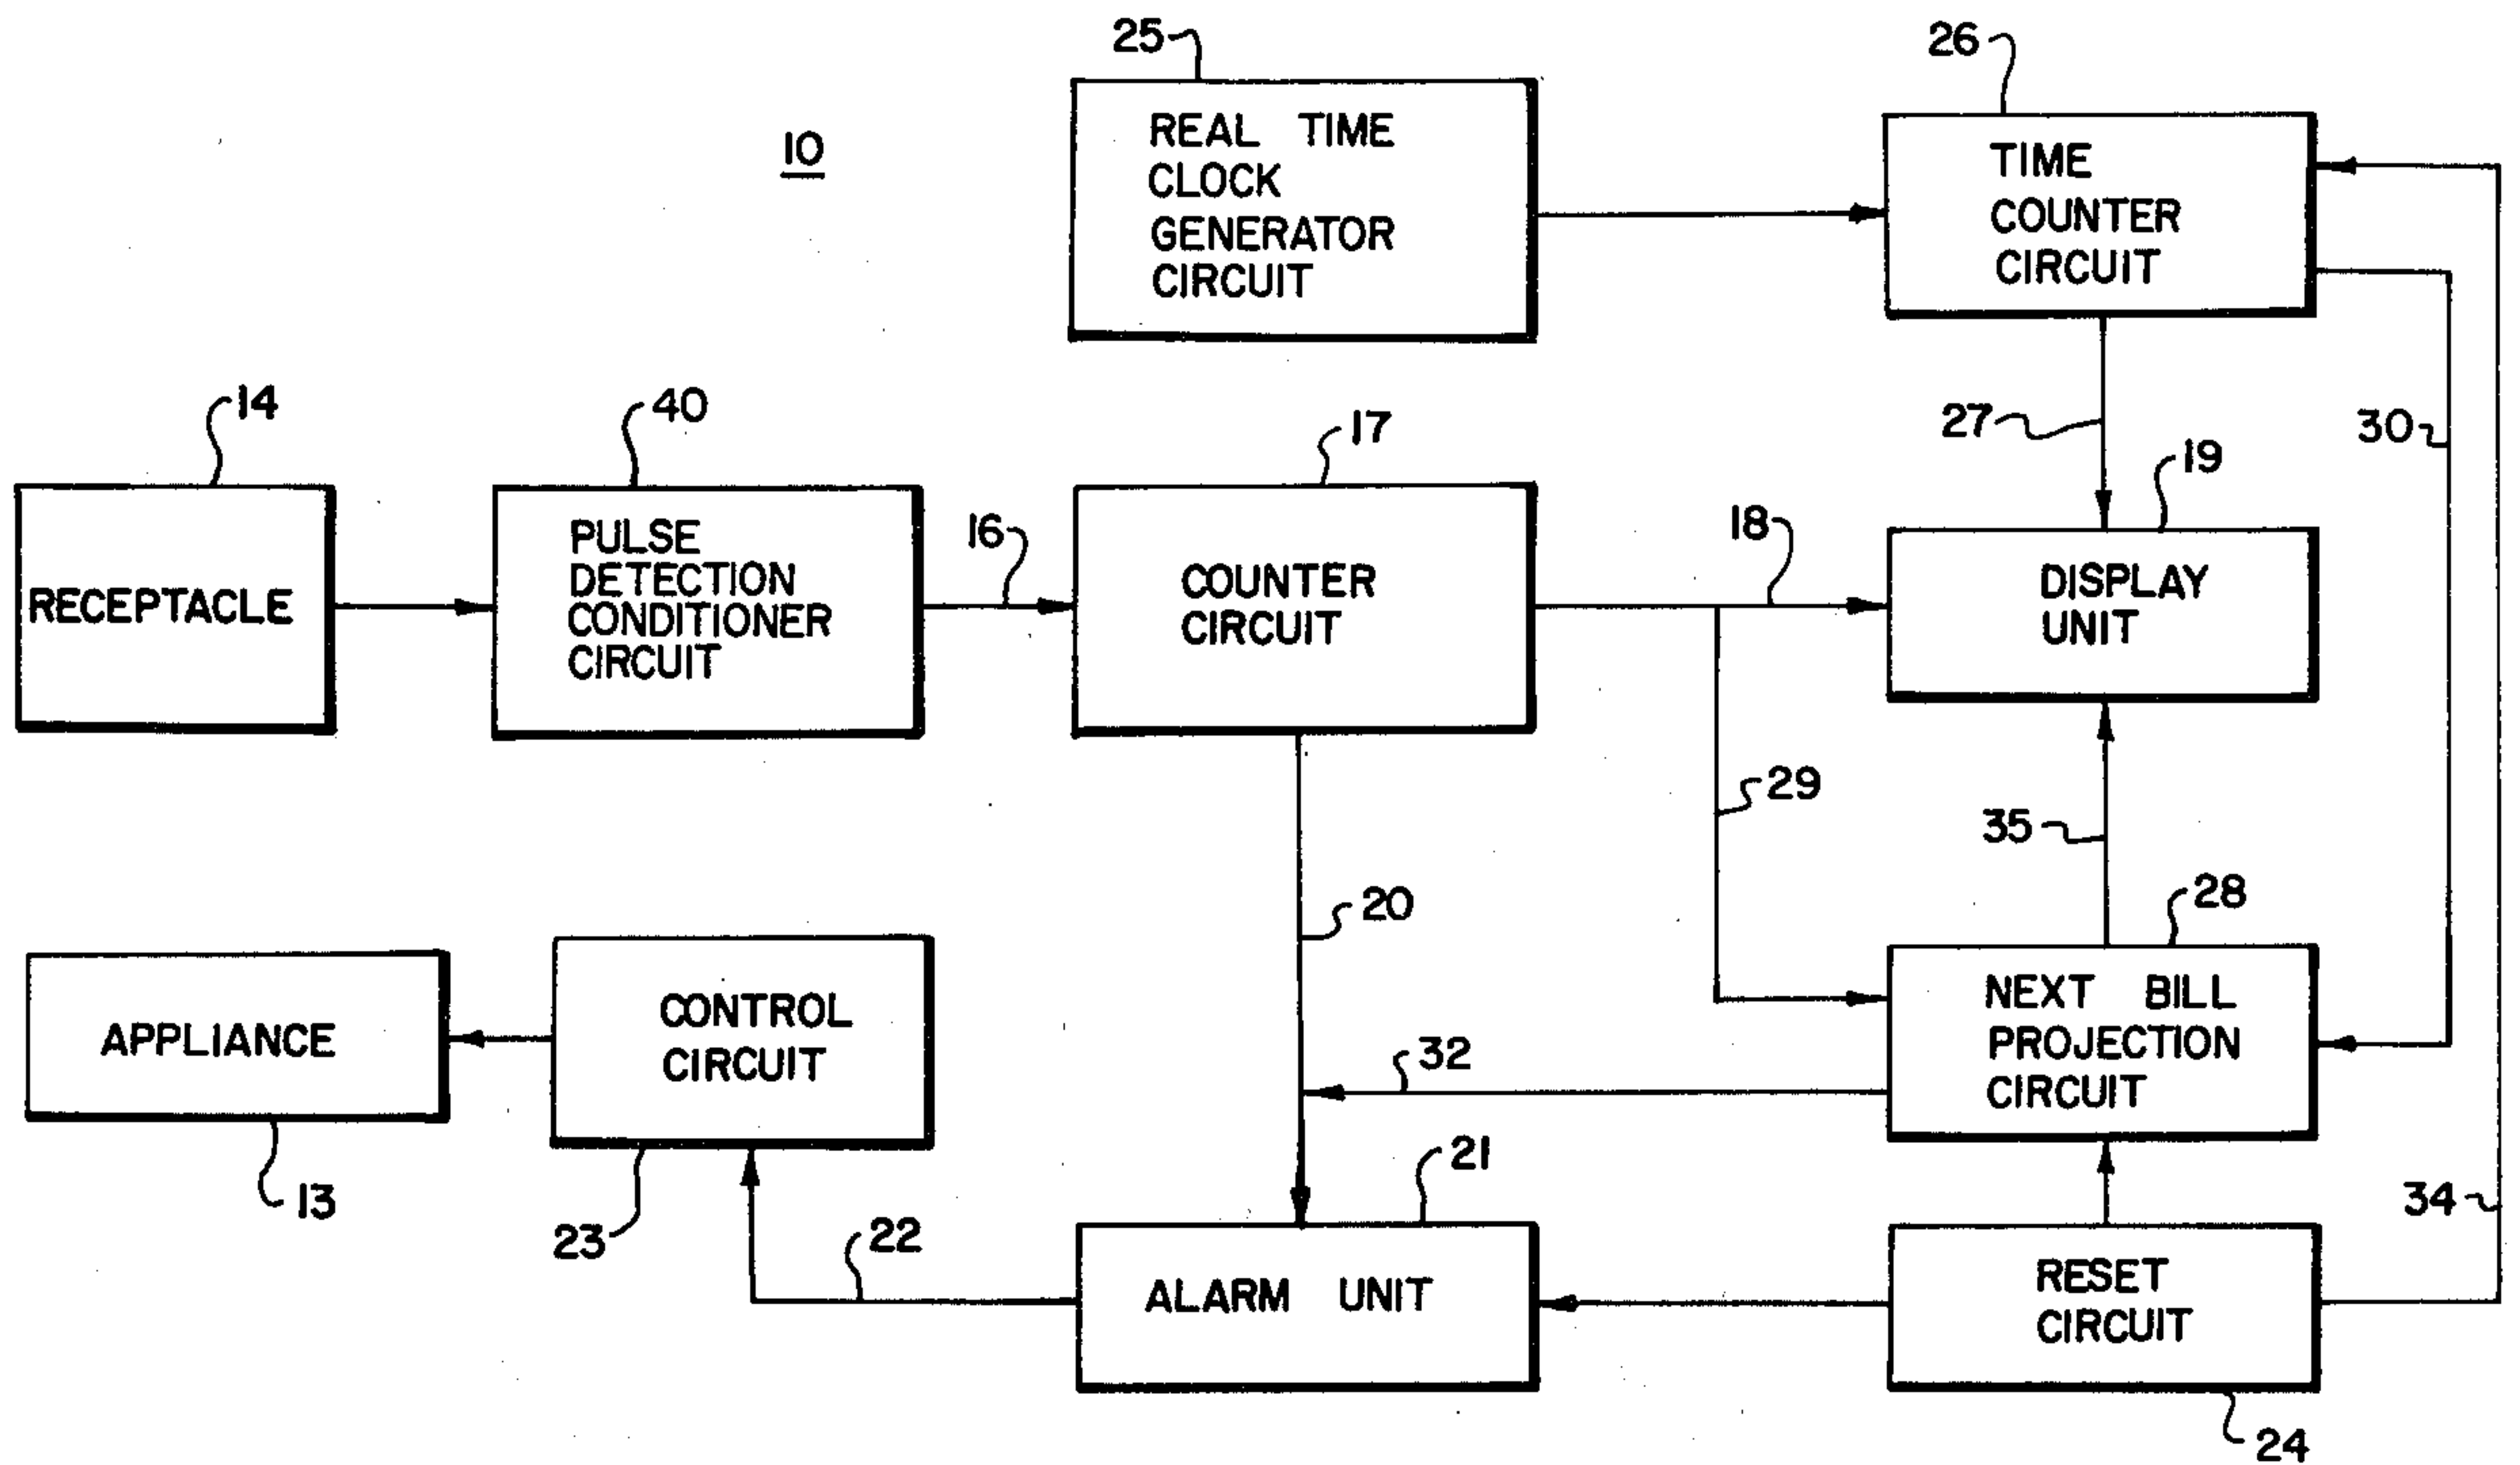 25
26
10
REAL TIME
CLOCK
GENERATOR
CIRCUIT
TIME
COUNTER
CIRCUIT
14
40
17
27
30
19
16
18
RECEPTACLE
PULSE
DETECTION
CONDITIONER
CIRCUIT
COUNTER
CIRCUIT
DISPLAY
UNIT
29
35
20
28
APPLIANCE
CONTROL
CIRCUIT
NEXT BILL
PROJECTION
CIRCUIT
32
13
23
22
21
34
ALARM UNIT
RESET
CIRCUIT
24